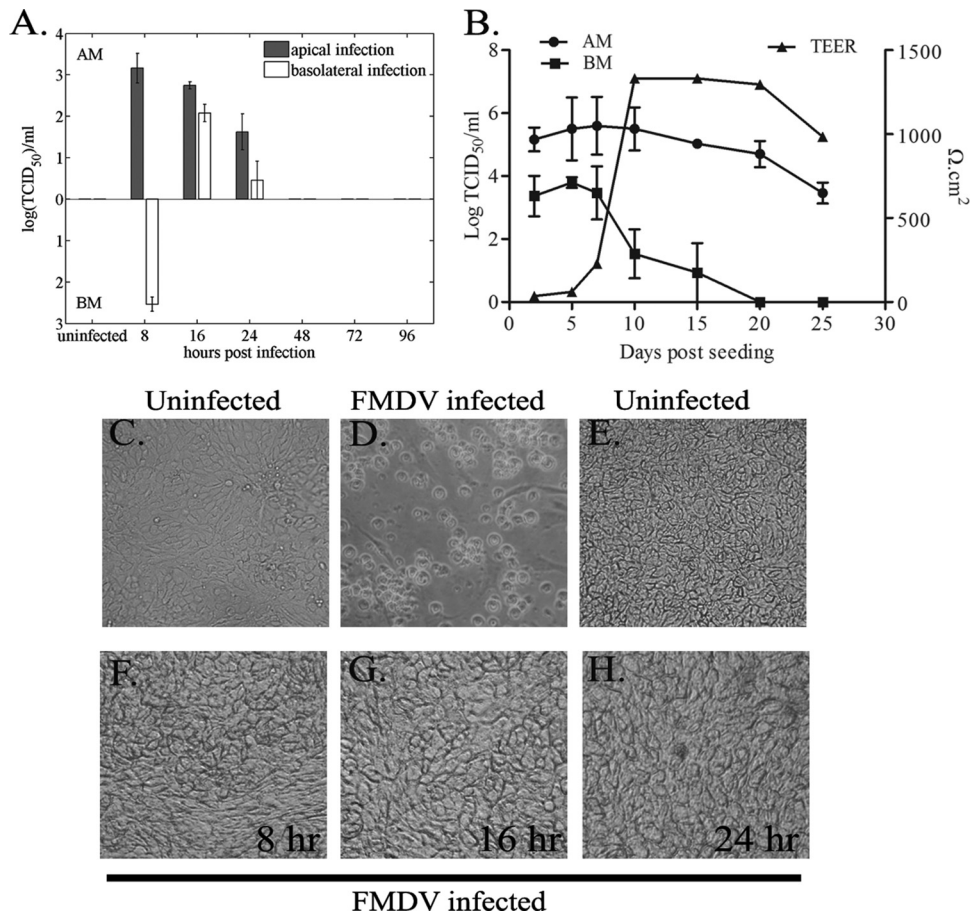 A.
4
AM
3
2
1
0
1
2
BM
3
log(TCID50)/ml
apical infection
basolateral infection
uninfected 8 16 24 48 72 96
hours post infection
B.
AM
BM
TEER
8
6
4
2
0
Log TCID50/ml
1500
1000
500
0
Ω.cm2
0 5 10 15 20 25 30
Days post seeding
Uninfected FMDV infected Uninfected
C. D. E.
F. G. H.
8 hr 16 hr 24 hr
FMDV infected